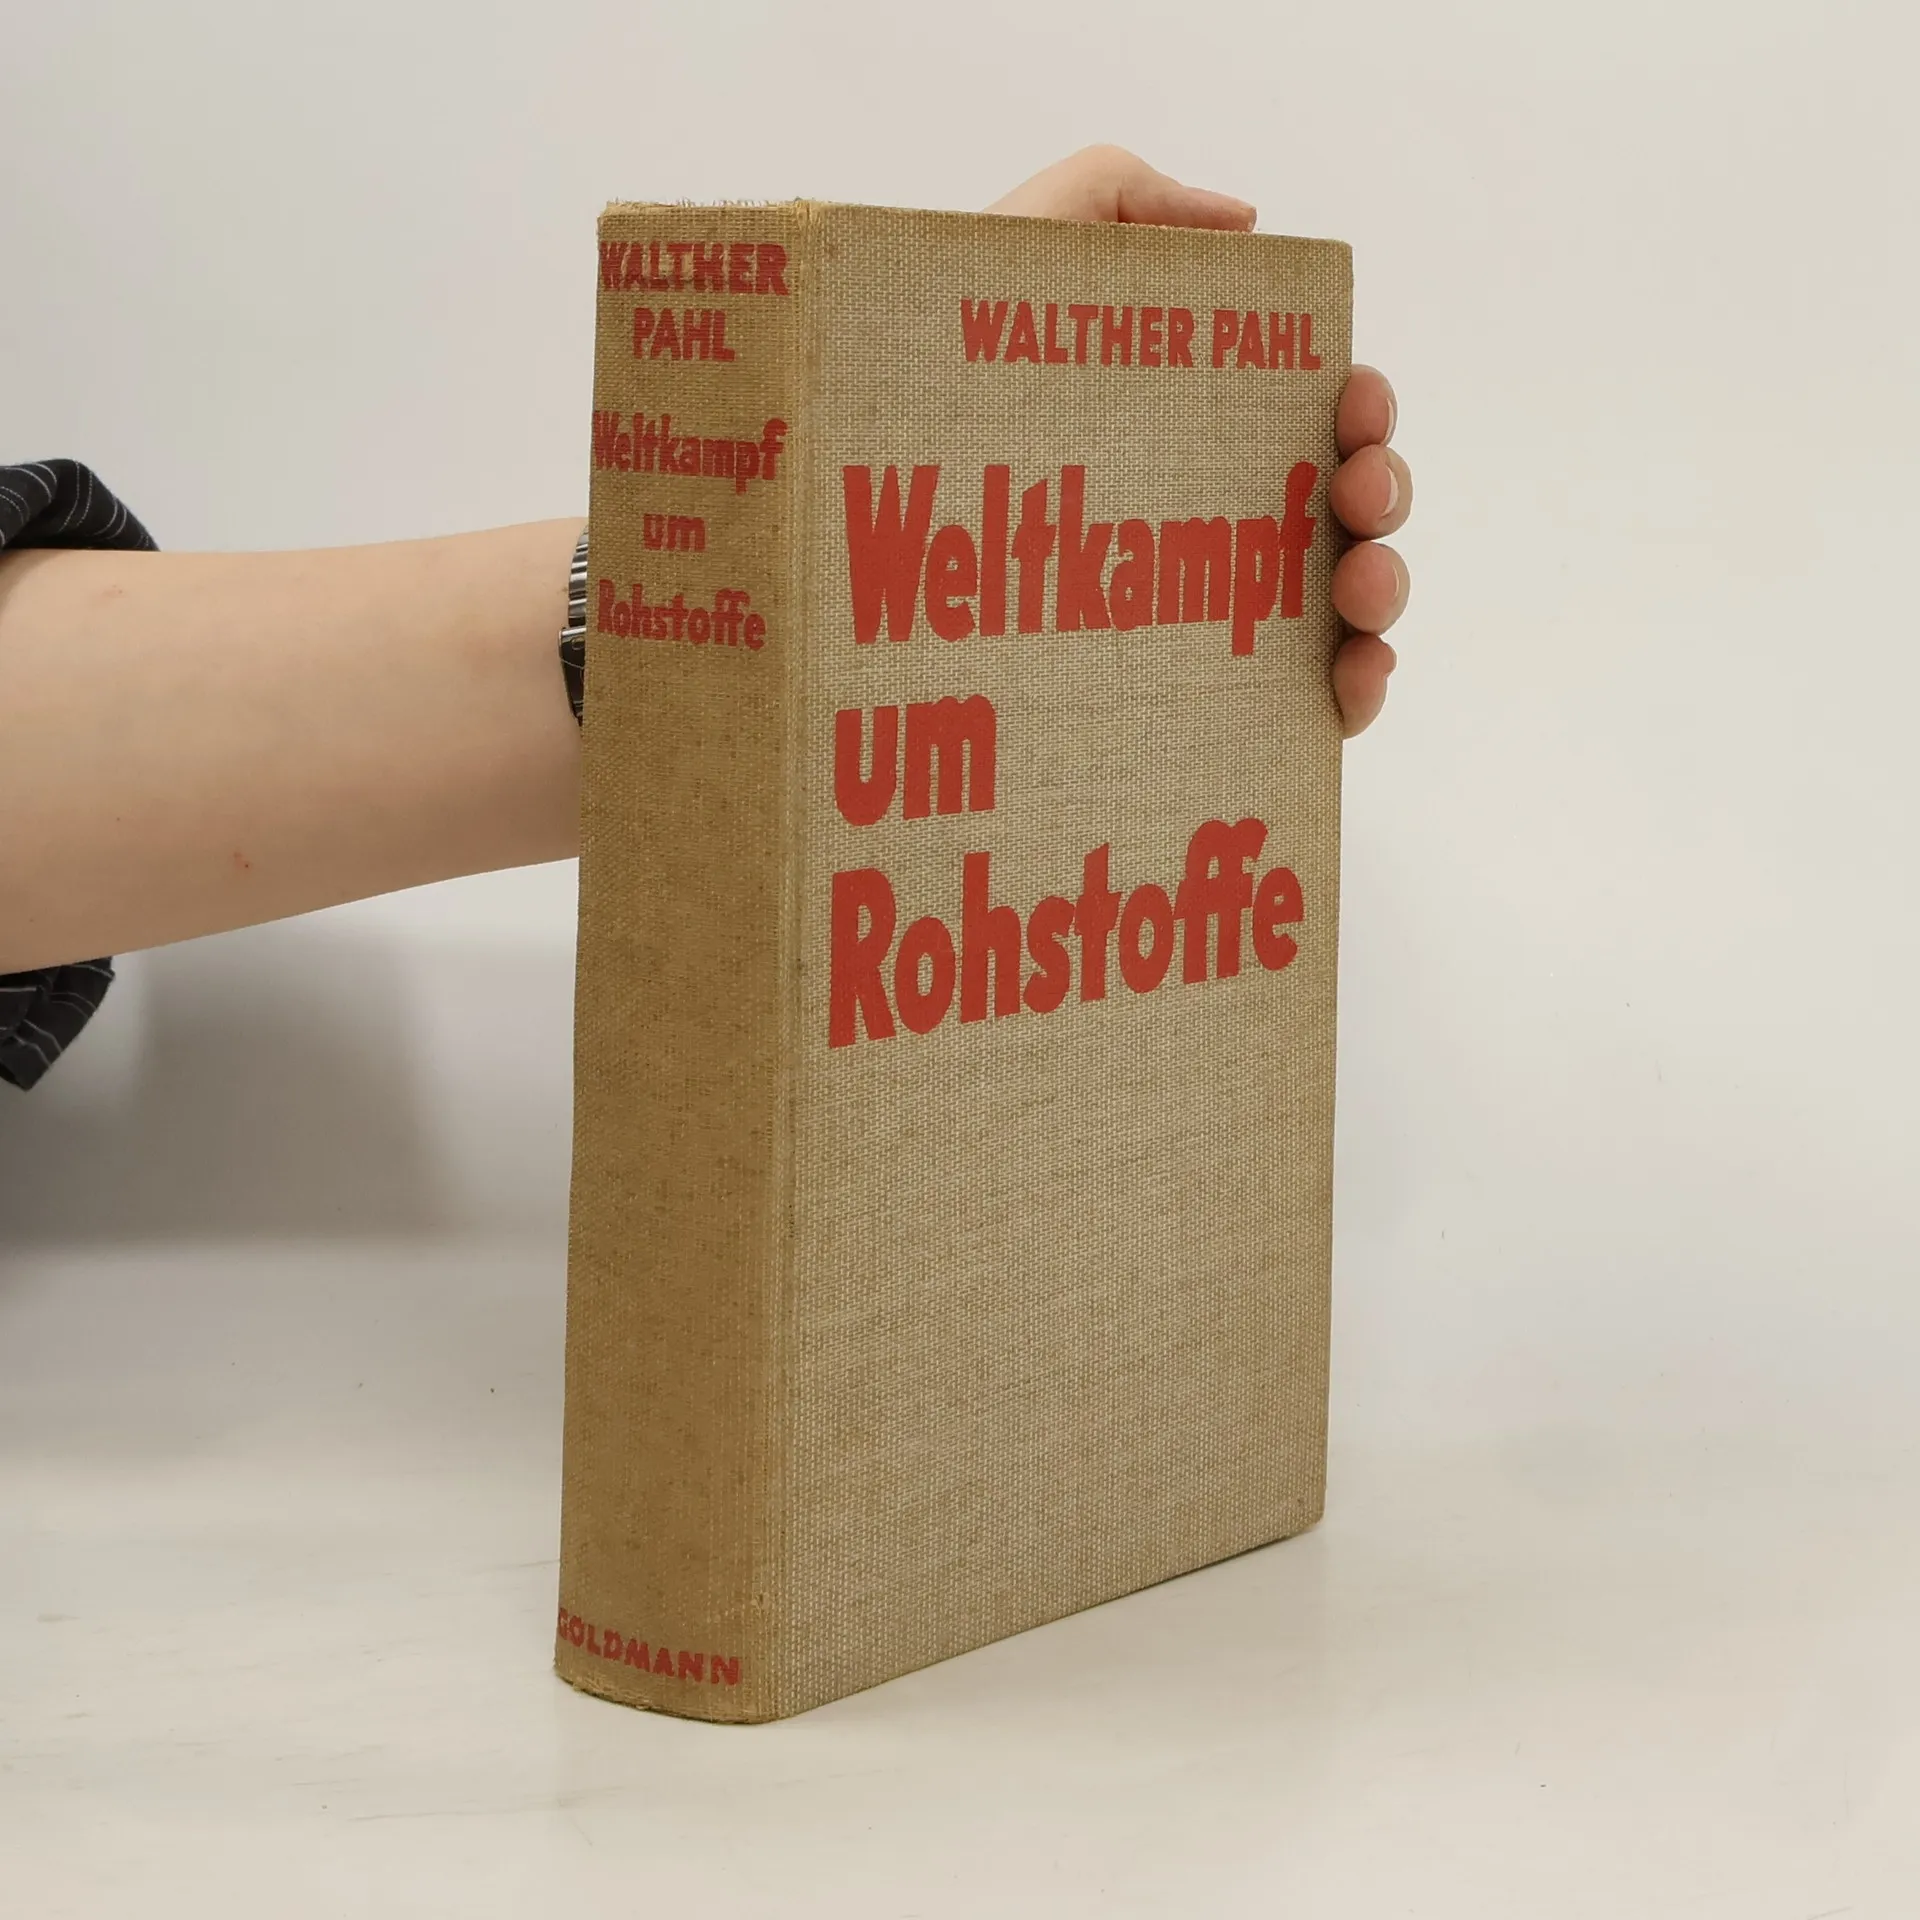 WALTHER
PAHL
Weltkampf
um
Rohstoffe
GOLDMANN
WALTHER PAHL
Weltkampf
um
Rohstoffe